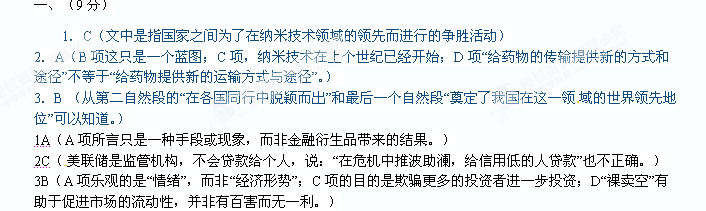 一、（9 分）
1．C（文中是指国家之间为了在纳米技术领域的领先而进行的争胜活动）
2．A（B 项这只是一个蓝图；C 项，纳米技术在上个世纪已经开始；D 项“给药物的传输提供新的方式和
途径”不等于“给药物提供新的运输方式与途径”。）
3．B （从第二自然段的“在各国同行中脱颖而出”和最后一个自然段“奠定了我国在这一领.域的世界领先地
位”可以知道。）
1A（A 项所言只是一种手段或现象，而非金融衍生品带来的结果。）
2C（ 美联储是监管机构，不会贷款给个人，说：“在危机中推波助澜，给信用低的人贷款”也不正确。）
3B（A 项乐观的是“情绪”，而非“经济形势”；C 项的目的是欺骗更多的投资者进一步投资；D“裸卖空”有
助于促进市场的流动性，并非有百害而无一利。）